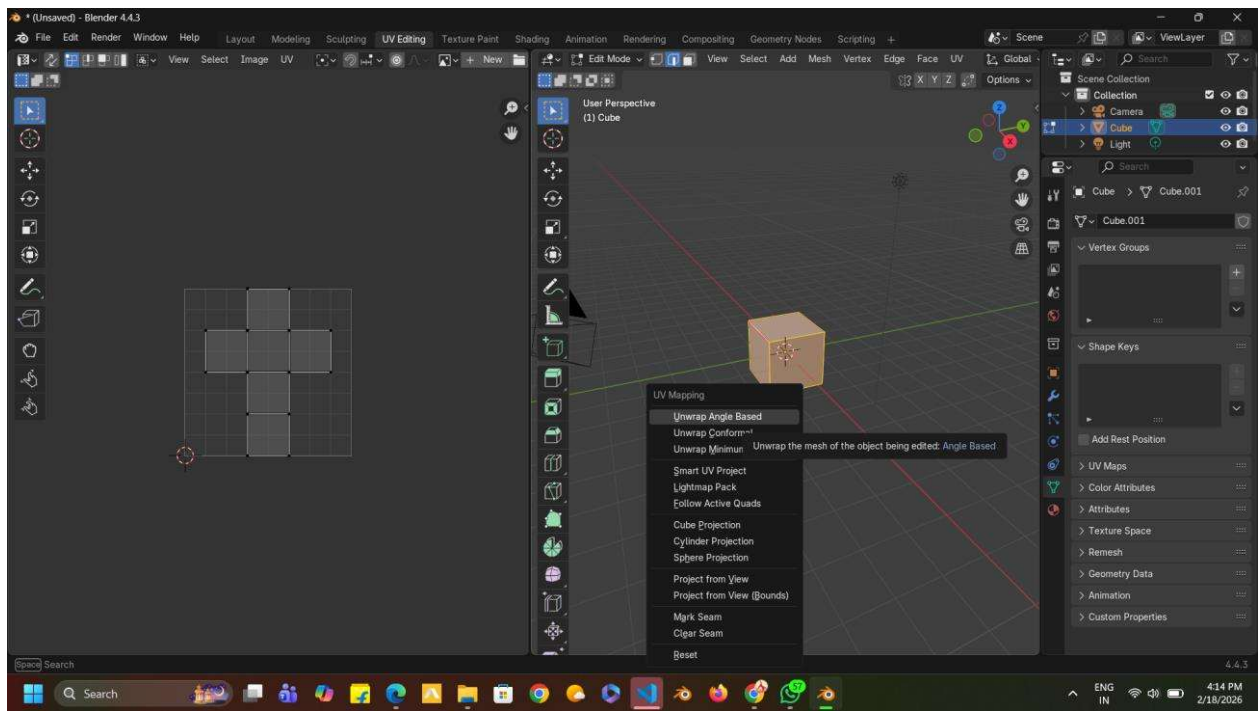 * (Unsaved) - Blender 4.4.3
File Edit Render Window Help Layout Modeling Sculpting UV Editing Texture Paint Shading Animation Rendering Compositing Geometry Nodes Scripting + Scene ViewLayer
View Select Image UV + New
Edit Mode View Select Add Mesh Vertex Edge Face UV Global
Search
X Y Z Options
User Perspective
(1) Cube
Scene Collection
Collection
Camera
Cube
Light
Search
Cube > Cube.001
Cube.001
Vertex Groups
Shape Keys
Add Rest Position
UV Maps
Color Attributes
Attributes
Texture Space
Remesh
Geometry Data
Animation
Custom Properties
UV Mapping
Unwrap Angle Based
Unwrap Conformal
Unwrap Minimum
Unwrap the mesh of the object being edited: Angle Based
Smart UV Project
Lightmap Pack
Follow Active Quads
Cube Projection
Cylinder Projection
Sphere Projection
Project from View
Project from View (Bounds)
Mark Seam
Clear Seam
Reset
Space Search
4.4.3
Search
57
ENG
IN
4:14 PM
2/18/2026